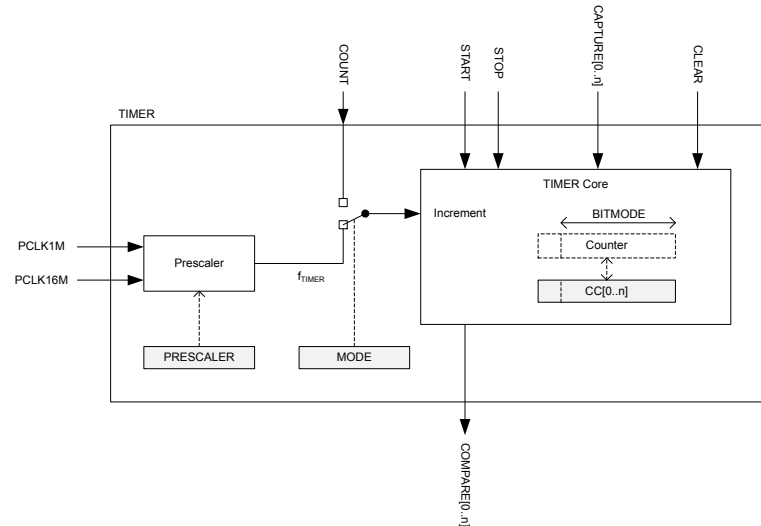 COUNT
START
STOP
CAPTURE[0..n]
CLEAR
TIMER
TIMER Core
Increment
BITMODE
Counter
CC[0..n]
PCLK1M
PCLK16M
Prescaler
fTIMER
PRESCALER
MODE
COMPARE[0..n]